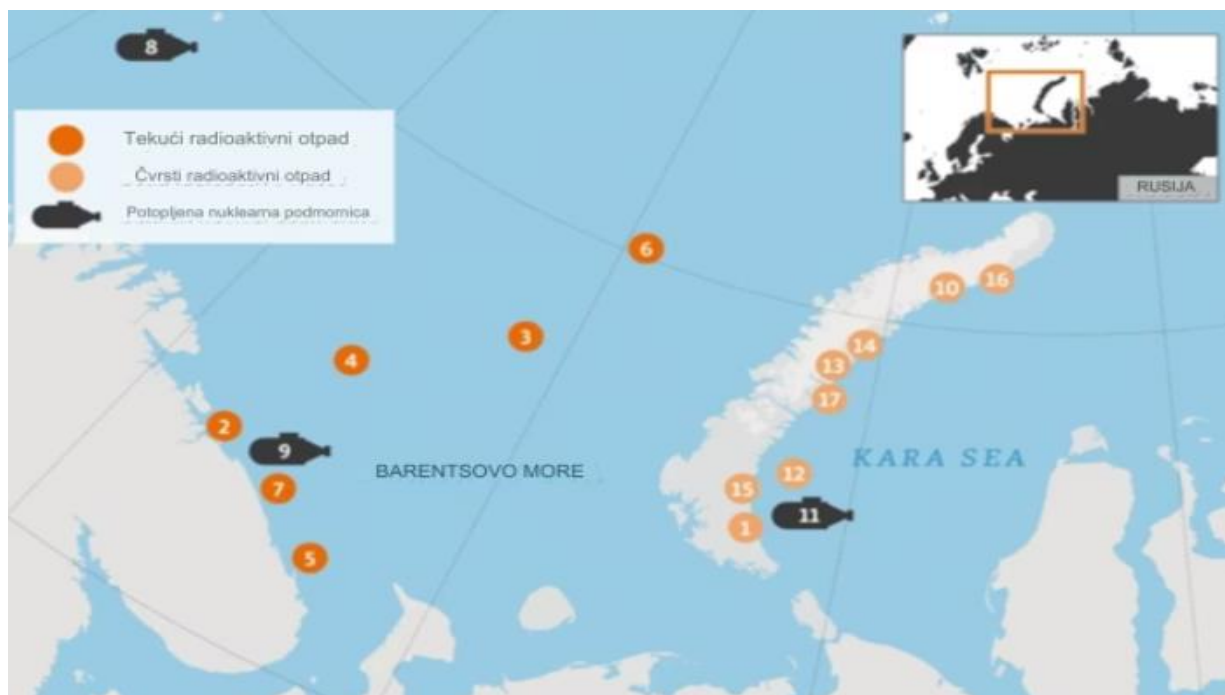 8
Tekući radioaktivni otpad
Čvrsti radioaktivni otpad
Potopljena nuklearna podmornica
RUSIJA
6
10
16
3
14
4
13
17
2
9
BARENTSOVO MORE
KARA SEA
12
7
15
11
1
5